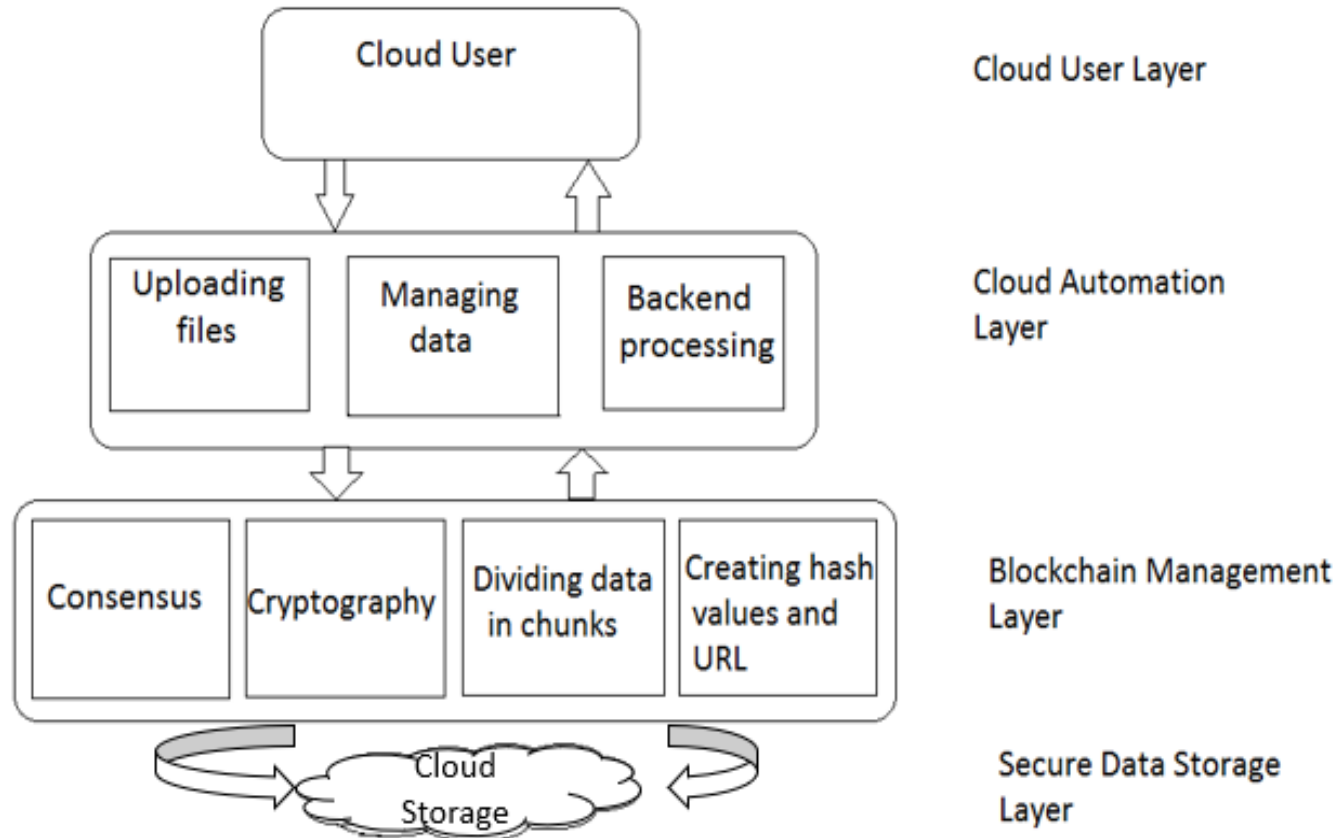 Cloud User
Cloud User Layer
Uploading
files
Managing
data
Backend
processing
Cloud Automation
Layer
Consensus
Cryptography
Dividing data
in chunks
Creating hash
values and
URL
Blockchain Management
Layer
Cloud
Storage
Secure Data Storage
Layer